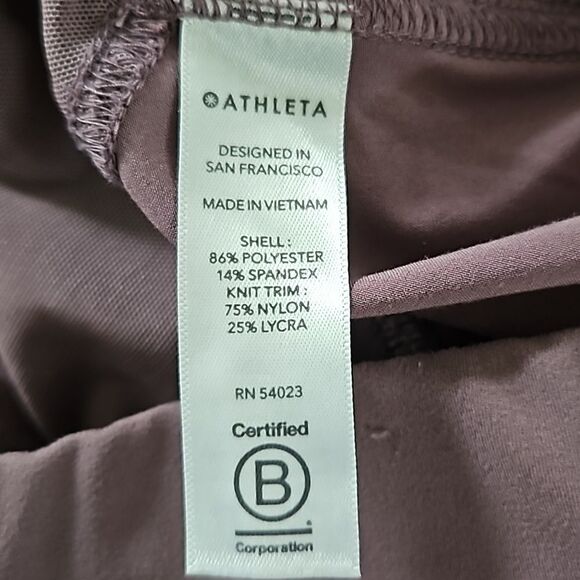 ATHLETA
DESIGNED IN
SAN FRANCISCO
MADE IN VIETNAM
SHELL :
86% POLYESTER
14% SPANDEX
KNIT TRIM :
75% NYLON
25% LYCRA
RN 54023
Certified
B
Corporation